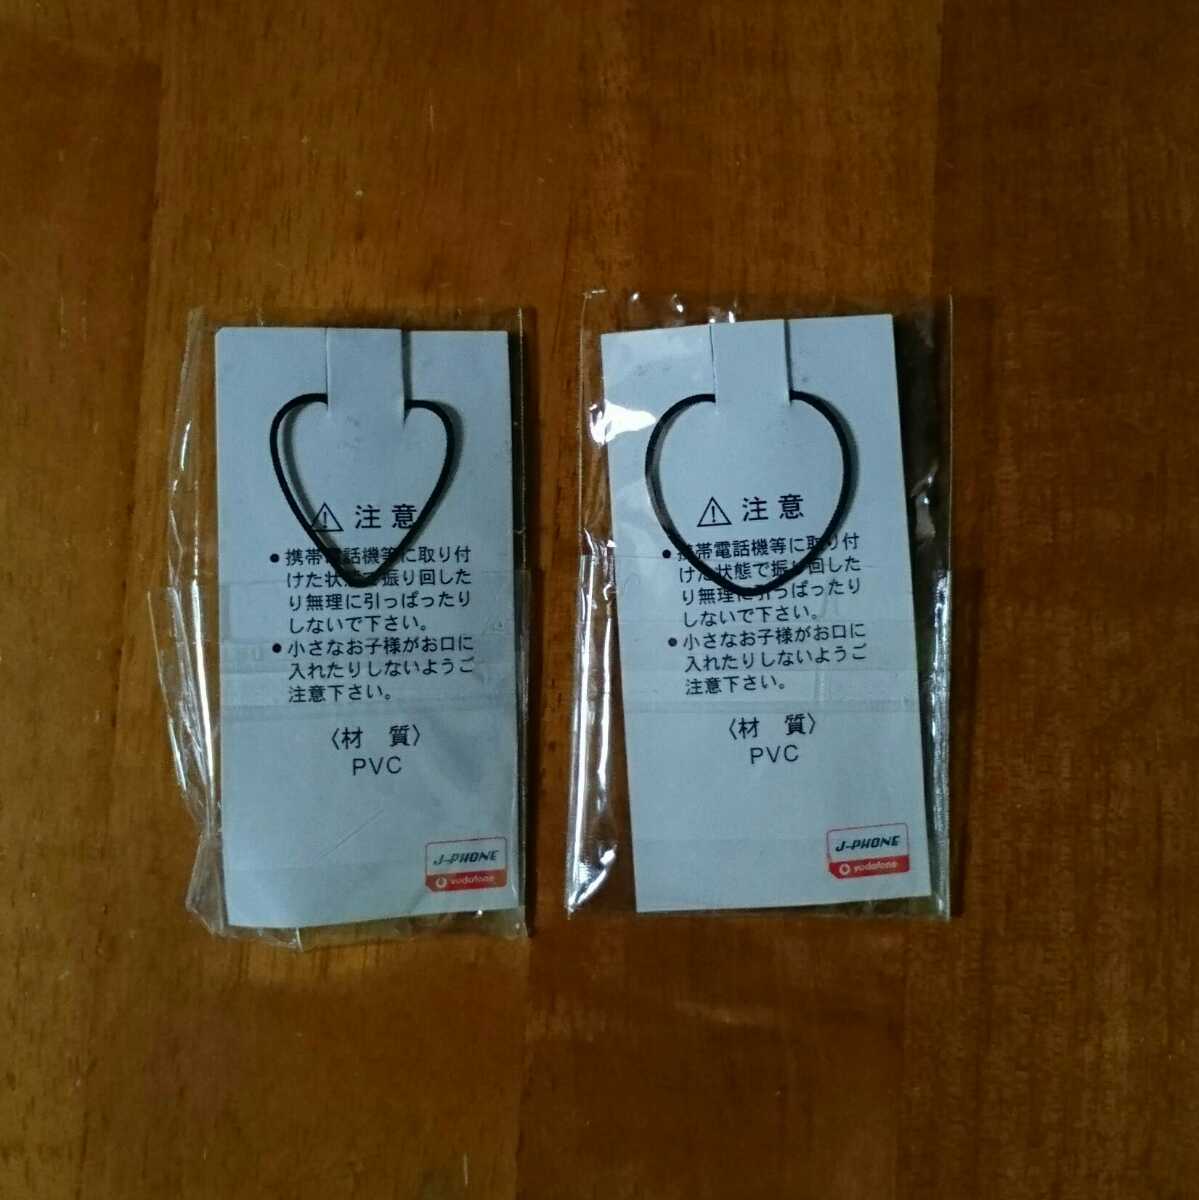 注意
●携帯電話機等に取り付
けた状態で振り回した
り無理に引っぱったり
しないで下さい。
●小さなお子様がお口に
入れたりしないようご
注意下さい。
〈材 質〉
PVC
J-PHONE
vodafone
注意
●携帯電話機等に取り付
けた状態で振り回した
り無理に引っぱったり
しないで下さい。
●小さなお子様がお口に
入れたりしないようご
注意下さい。
〈材 質〉
PVC
J-PHONE
vodafone